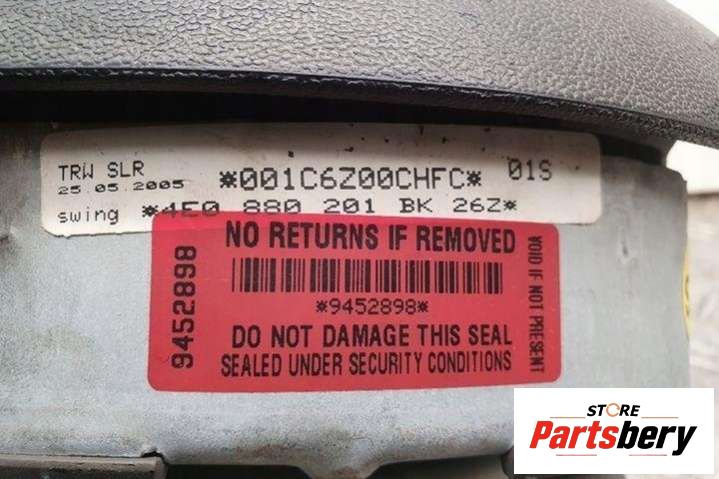 TRW SLR
25.05.2005
*001C6Z00CHFC* 01S
swing *4E0 880 201 BK 26Z*
NO RETURNS IF REMOVED
*9452898*
DO NOT DAMAGE THIS SEAL
SEALED UNDER SECURITY CONDITIONS
9452898
VOID IF NOT PRESENT
STORE
Partsbery